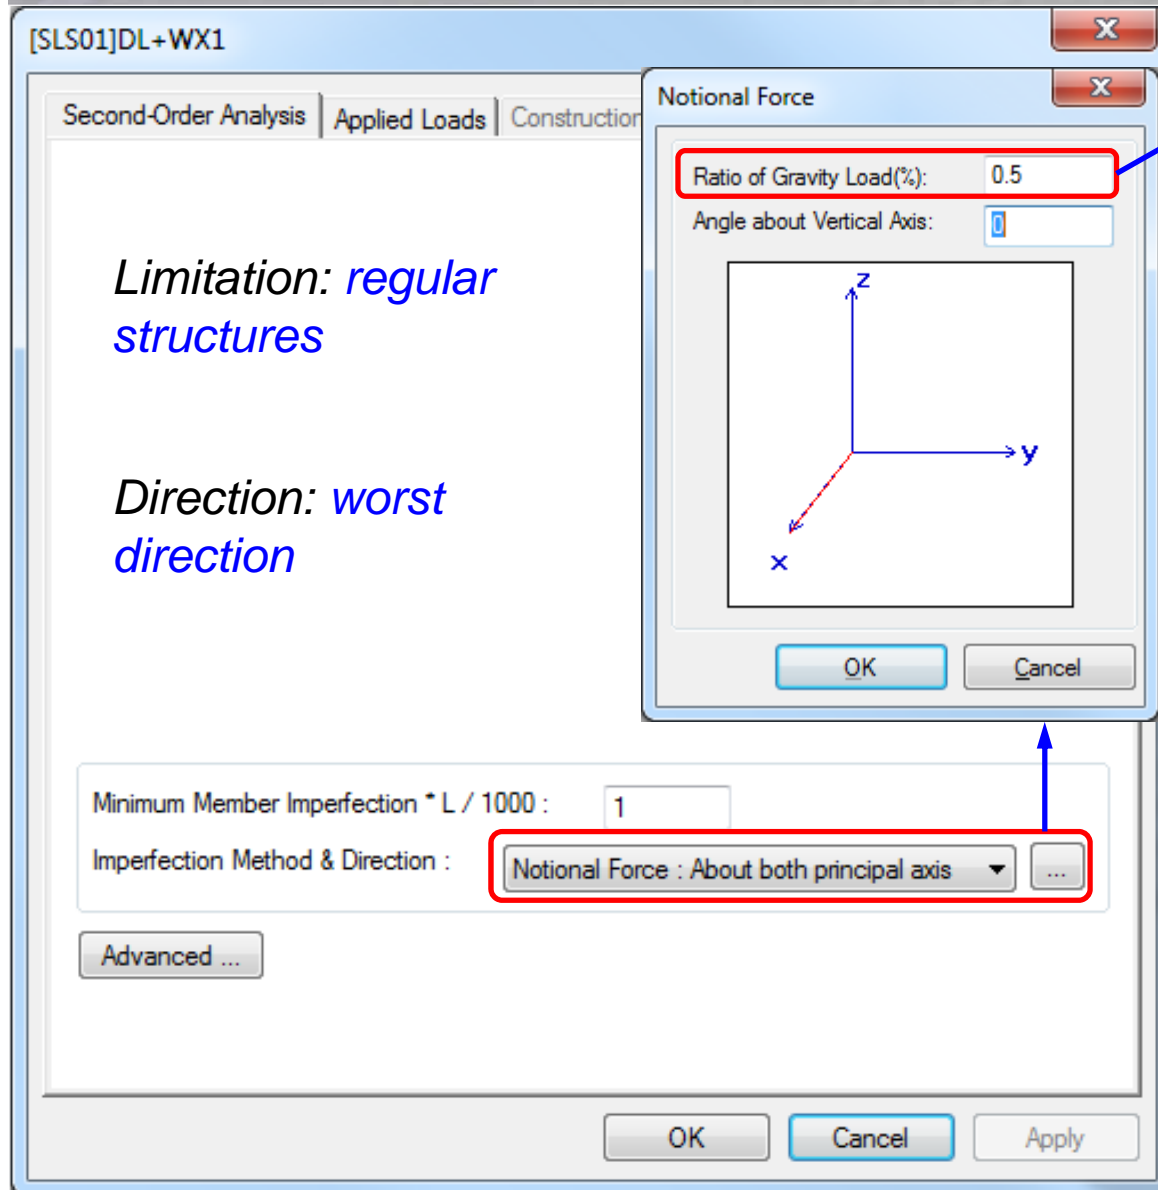 [SLS01]DL+WX1
Second-Order Analysis
Applied Loads
Construction
Limitation: regular
structures
Direction: worst
direction
Notional Force
Ratio of Gravity Load(%): 0.5
Angle about Vertical Axis: 0
z
y
x
OK Cancel
Minimum Member Imperfection * L / 1000 : 1
Imperfection Method & Direction : Notional Force : About both principal axis ...
Advanced ...
OK Cancel Apply